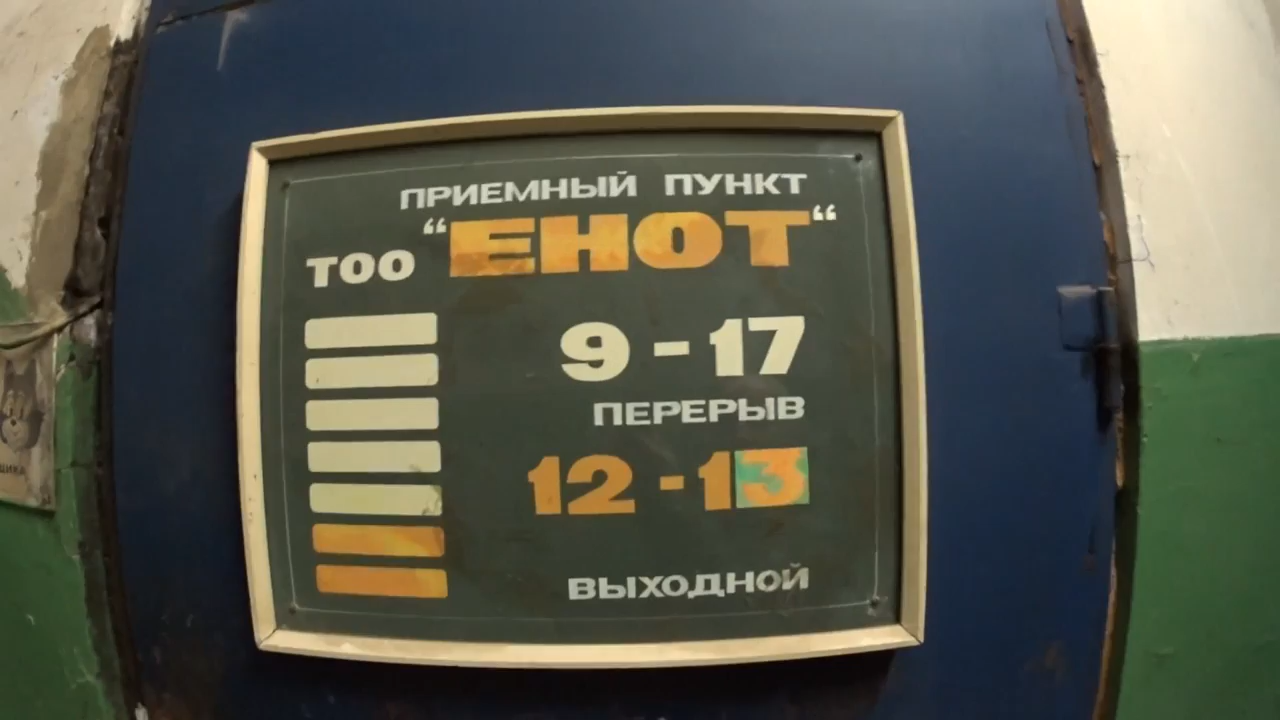 ПРИЕМНЫЙ ПУНКТ
ТОО “ЕНОТ“
9 - 17
ПЕРЕРЫВ
12 - 13
ВЫХОДНОЙ